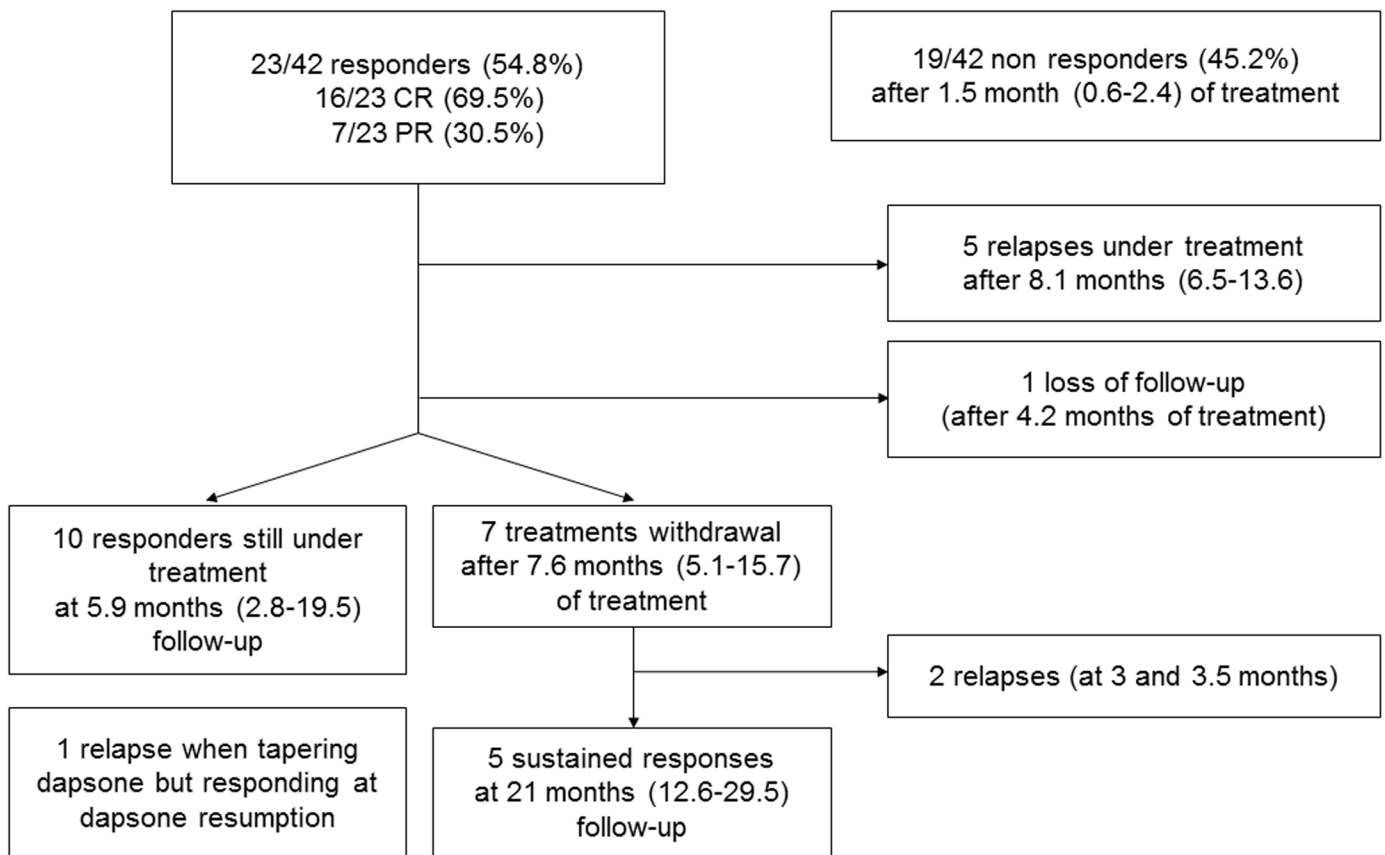 23/42 responders (54.8%)
16/23 CR (69.5%)
7/23 PR (30.5%)
19/42 non responders (45.2%)
after 1.5 month (0.6-2.4) of treatment
5 relapses under treatment
after 8.1 months (6.5-13.6)
1 loss of follow-up
(after 4.2 months of treatment)
10 responders still under
treatment
at 5.9 months (2.8-19.5)
follow-up
7 treatments withdrawal
after 7.6 months (5.1-15.7)
of treatment
2 relapses (at 3 and 3.5 months)
1 relapse when tapering
dapsone but responding at
dapsone resumption
5 sustained responses
at 21 months (12.6-29.5)
follow-up